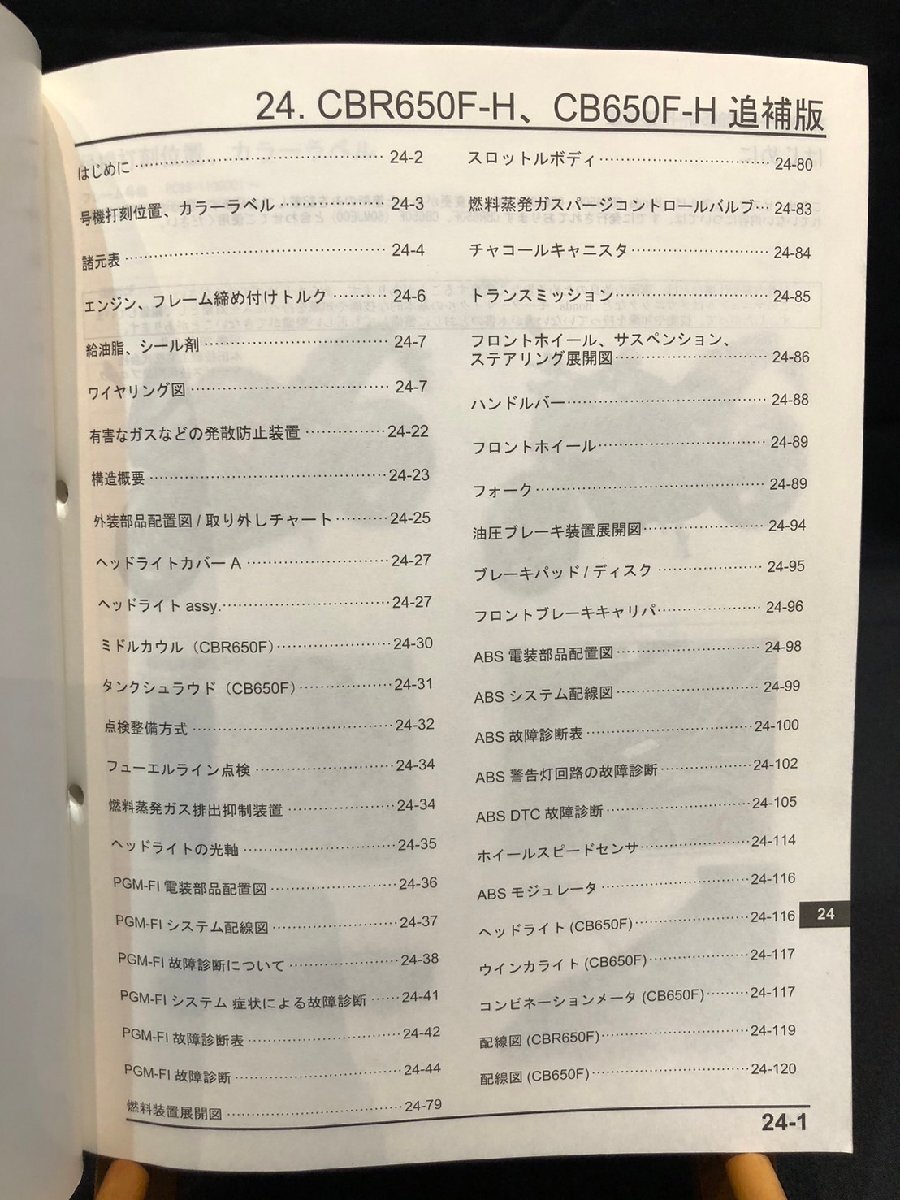 24. CBR650F-H、CB650F-H 追補版
はじめに 24-2
号機打刻位置、カラーラベル 24-3
諸元表 24-4
エンジン、フレーム締め付けトルク 24-6
給油脂、シール剤 24-7
ワイヤリング図 24-7
有害なガスなどの発散防止装置 24-22
構造概要 24-23
外装部品配置図/取り外しチャート 24-25
ヘッドライトカバー A 24-27
ヘッドライト assy. 24-27
ミドルカウル（CBR650F） 24-30
タンクシュラウド（CB650F） 24-31
点検整備方式 24-32
フューエルライン点検 24-34
燃料蒸発ガス排出抑制装置 24-34
ヘッドライトの光軸 24-35
PGM-FI 電装部品配置図 24-36
PGM-FI システム配線図 24-37
PGM-FI 故障診断について 24-38
PGM-FI システム 症状による故障診断 24-41
PGM-FI 故障診断表 24-42
PGM-FI 故障診断 24-44
燃料装置展開図 24-79
スロットルボディ 24-80
燃料蒸発ガスパージコントロールバルブ 24-83
チャコールキャニスタ 24-84
トランスミッション 24-85
フロントホイール、サスペンション、
ステアリング展開図 24-86
ハンドルバー 24-88
フロントホイール 24-89
フォーク 24-89
油圧ブレーキ装置展開図 24-94
ブレーキパッド/ディスク 24-95
フロントブレーキキャリパ 24-96
ABS 電装部品配置図 24-98
ABS システム配線図 24-99
ABS 故障診断表 24-100
ABS 警告灯回路の故障診断 24-102
ABS DTC 故障診断 24-105
ホイールスピードセンサ 24-114
ABS モジュレータ 24-116
ヘッドライト (CB650F) 24-116
ウインカライト (CB650F) 24-117
コンビネーションメータ (CB650F) 24-117
配線図 (CBR650F) 24-119
配線図 (CB650F) 24-120
24
24-1